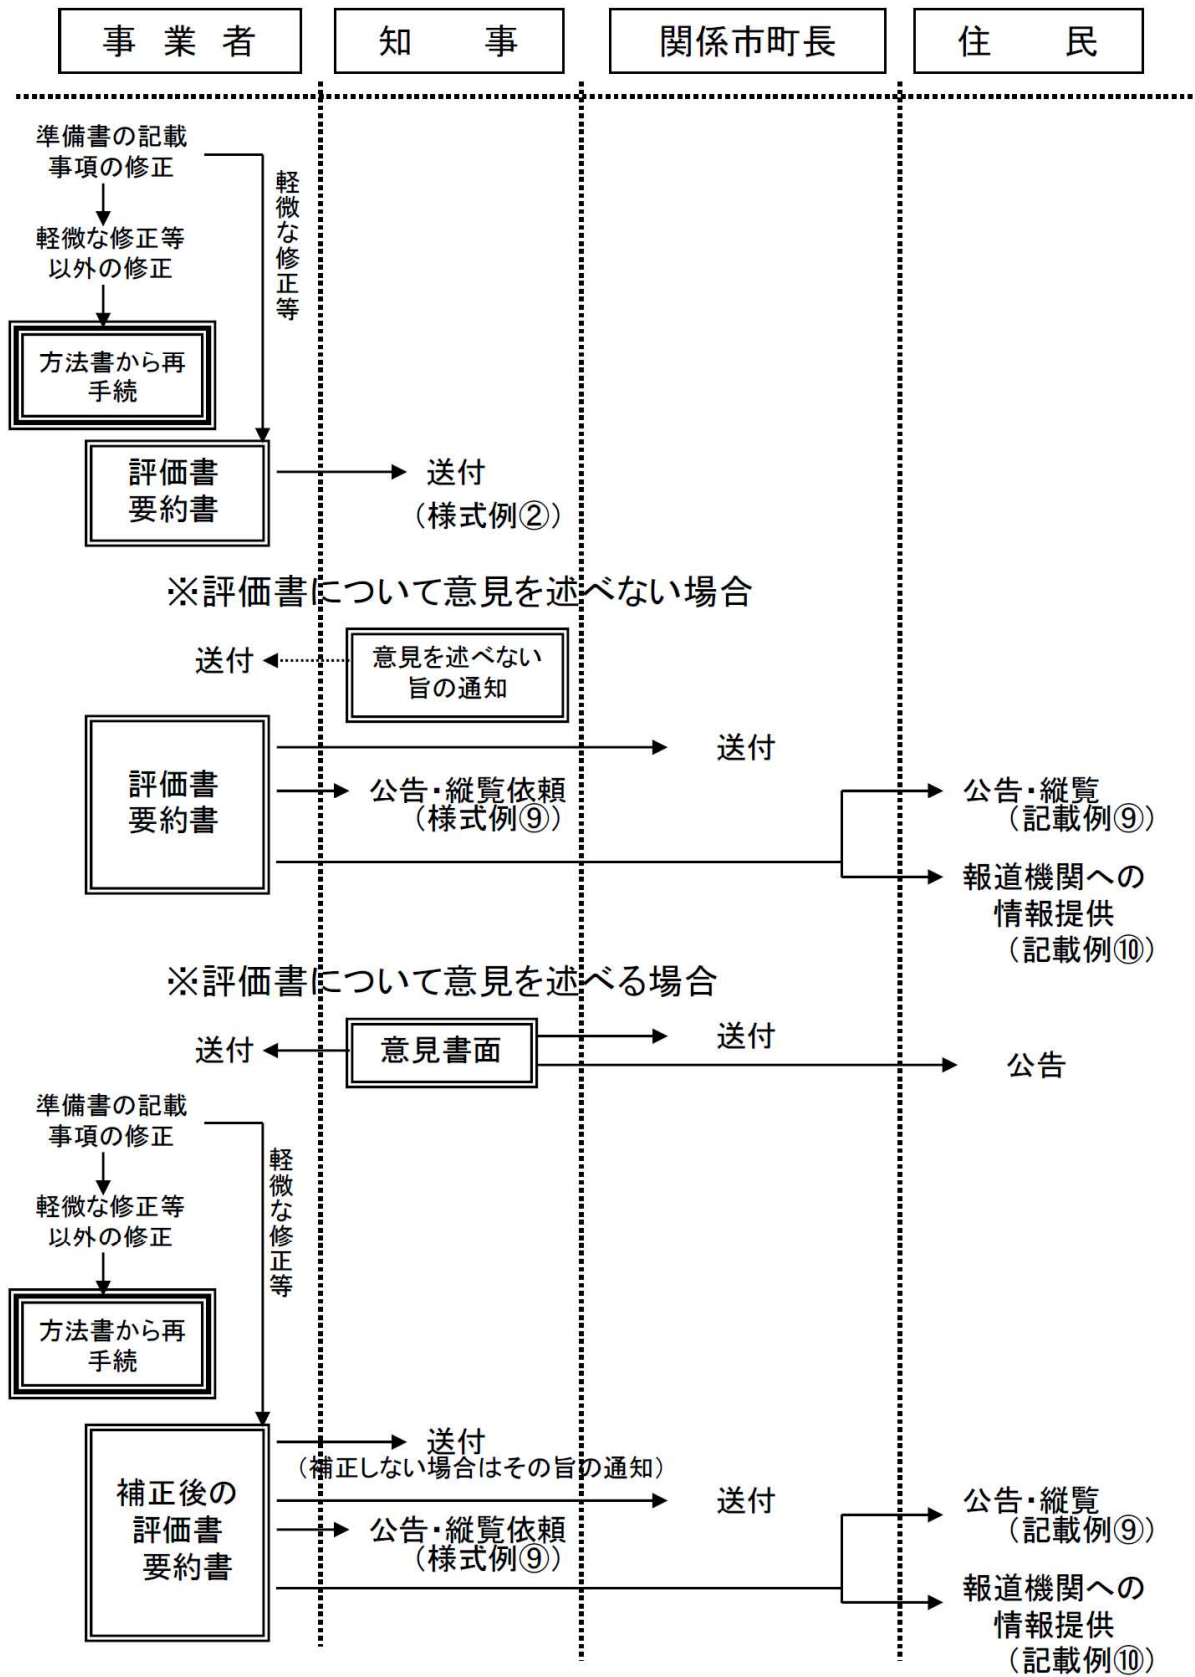 事 業 者
知 事
関係市町長
住 民
準備書の記載
事項の修正
軽微な修正等
軽微な修正等
以外の修正
方法書から再
手続
評価書
要約書
送付
（様式例②）
※評価書について意見を述べない場合
送付
意見を述べない
旨の通知
評価書
要約書
送付
公告・縦覧依頼
（様式例⑨）
公告・縦覧
（記載例⑨）
報道機関への
情報提供
（記載例⑩）
※評価書について意見を述べる場合
送付
意見書面
送付
公告
準備書の記載
事項の修正
軽微な修正等
軽微な修正等
以外の修正
方法書から再
手続
補正後の
評価書
要約書
送付
（補正しない場合はその旨の通知）
送付
公告・縦覧依頼
（様式例⑨）
公告・縦覧
（記載例⑨）
報道機関への
情報提供
（記載例⑩）